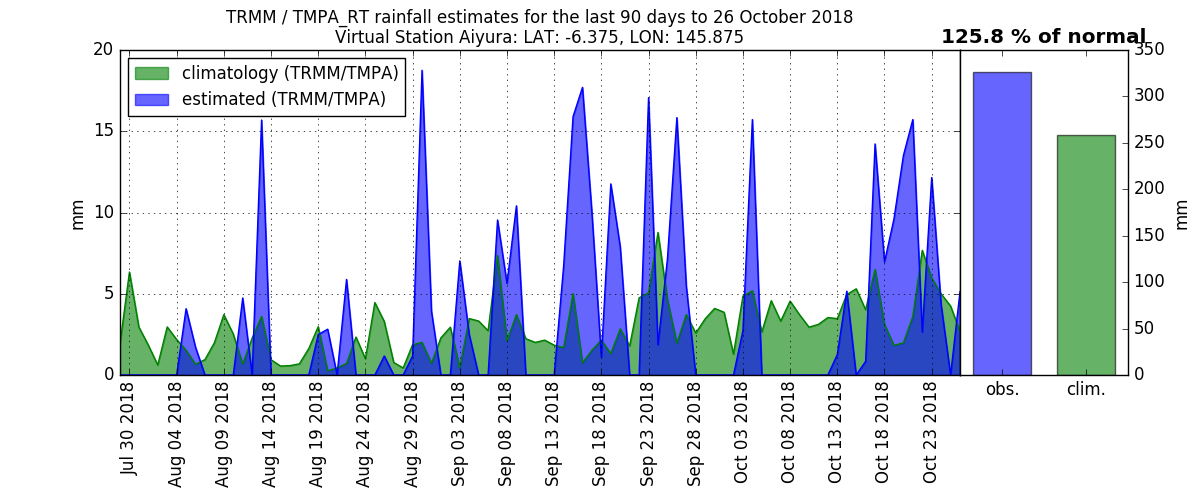 TRMM / TMPA_RT rainfall estimates for the last 90 days to 26 October 2018
Virtual Station Aiyura: LAT: -6.375, LON: 145.875
125.8 % of normal
climatology (TRMM/TMPA)
estimated (TRMM/TMPA)
20
15
10
5
0
mm
Jul 30 2018
Aug 04 2018
Aug 09 2018
Aug 14 2018
Aug 19 2018
Aug 24 2018
Aug 29 2018
Sep 03 2018
Sep 08 2018
Sep 13 2018
Sep 18 2018
Sep 23 2018
Sep 28 2018
Oct 03 2018
Oct 08 2018
Oct 13 2018
Oct 18 2018
Oct 23 2018
350
300
250
200
150
100
50
0
mm
obs.
clim.